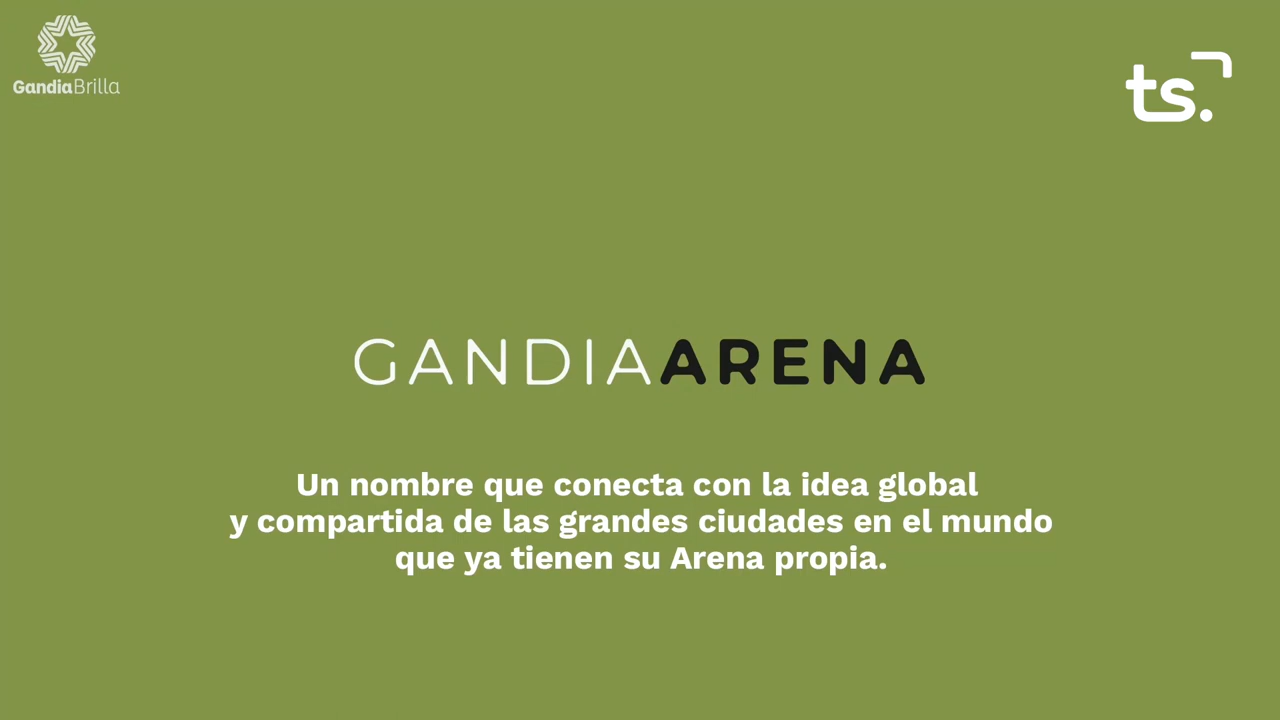 GandiaBrilla
ts.
GANDIAARENA
Un nombre que conecta con la idea global
y compartida de las grandes ciudades en el mundo
que ya tienen su Arena propia.